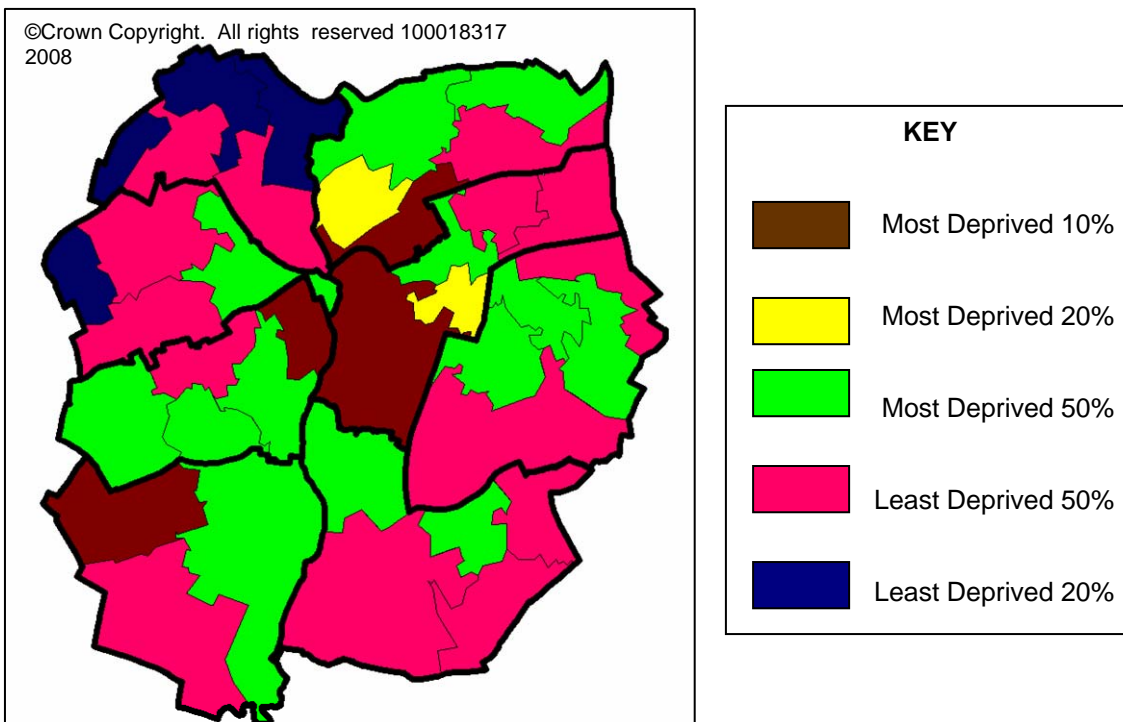 ©Crown Copyright.  All rights  reserved 100018317
2008
KEY
Most Deprived 10%
Most Deprived 20%
Most Deprived 50%
Least Deprived 50%
Least Deprived 20%